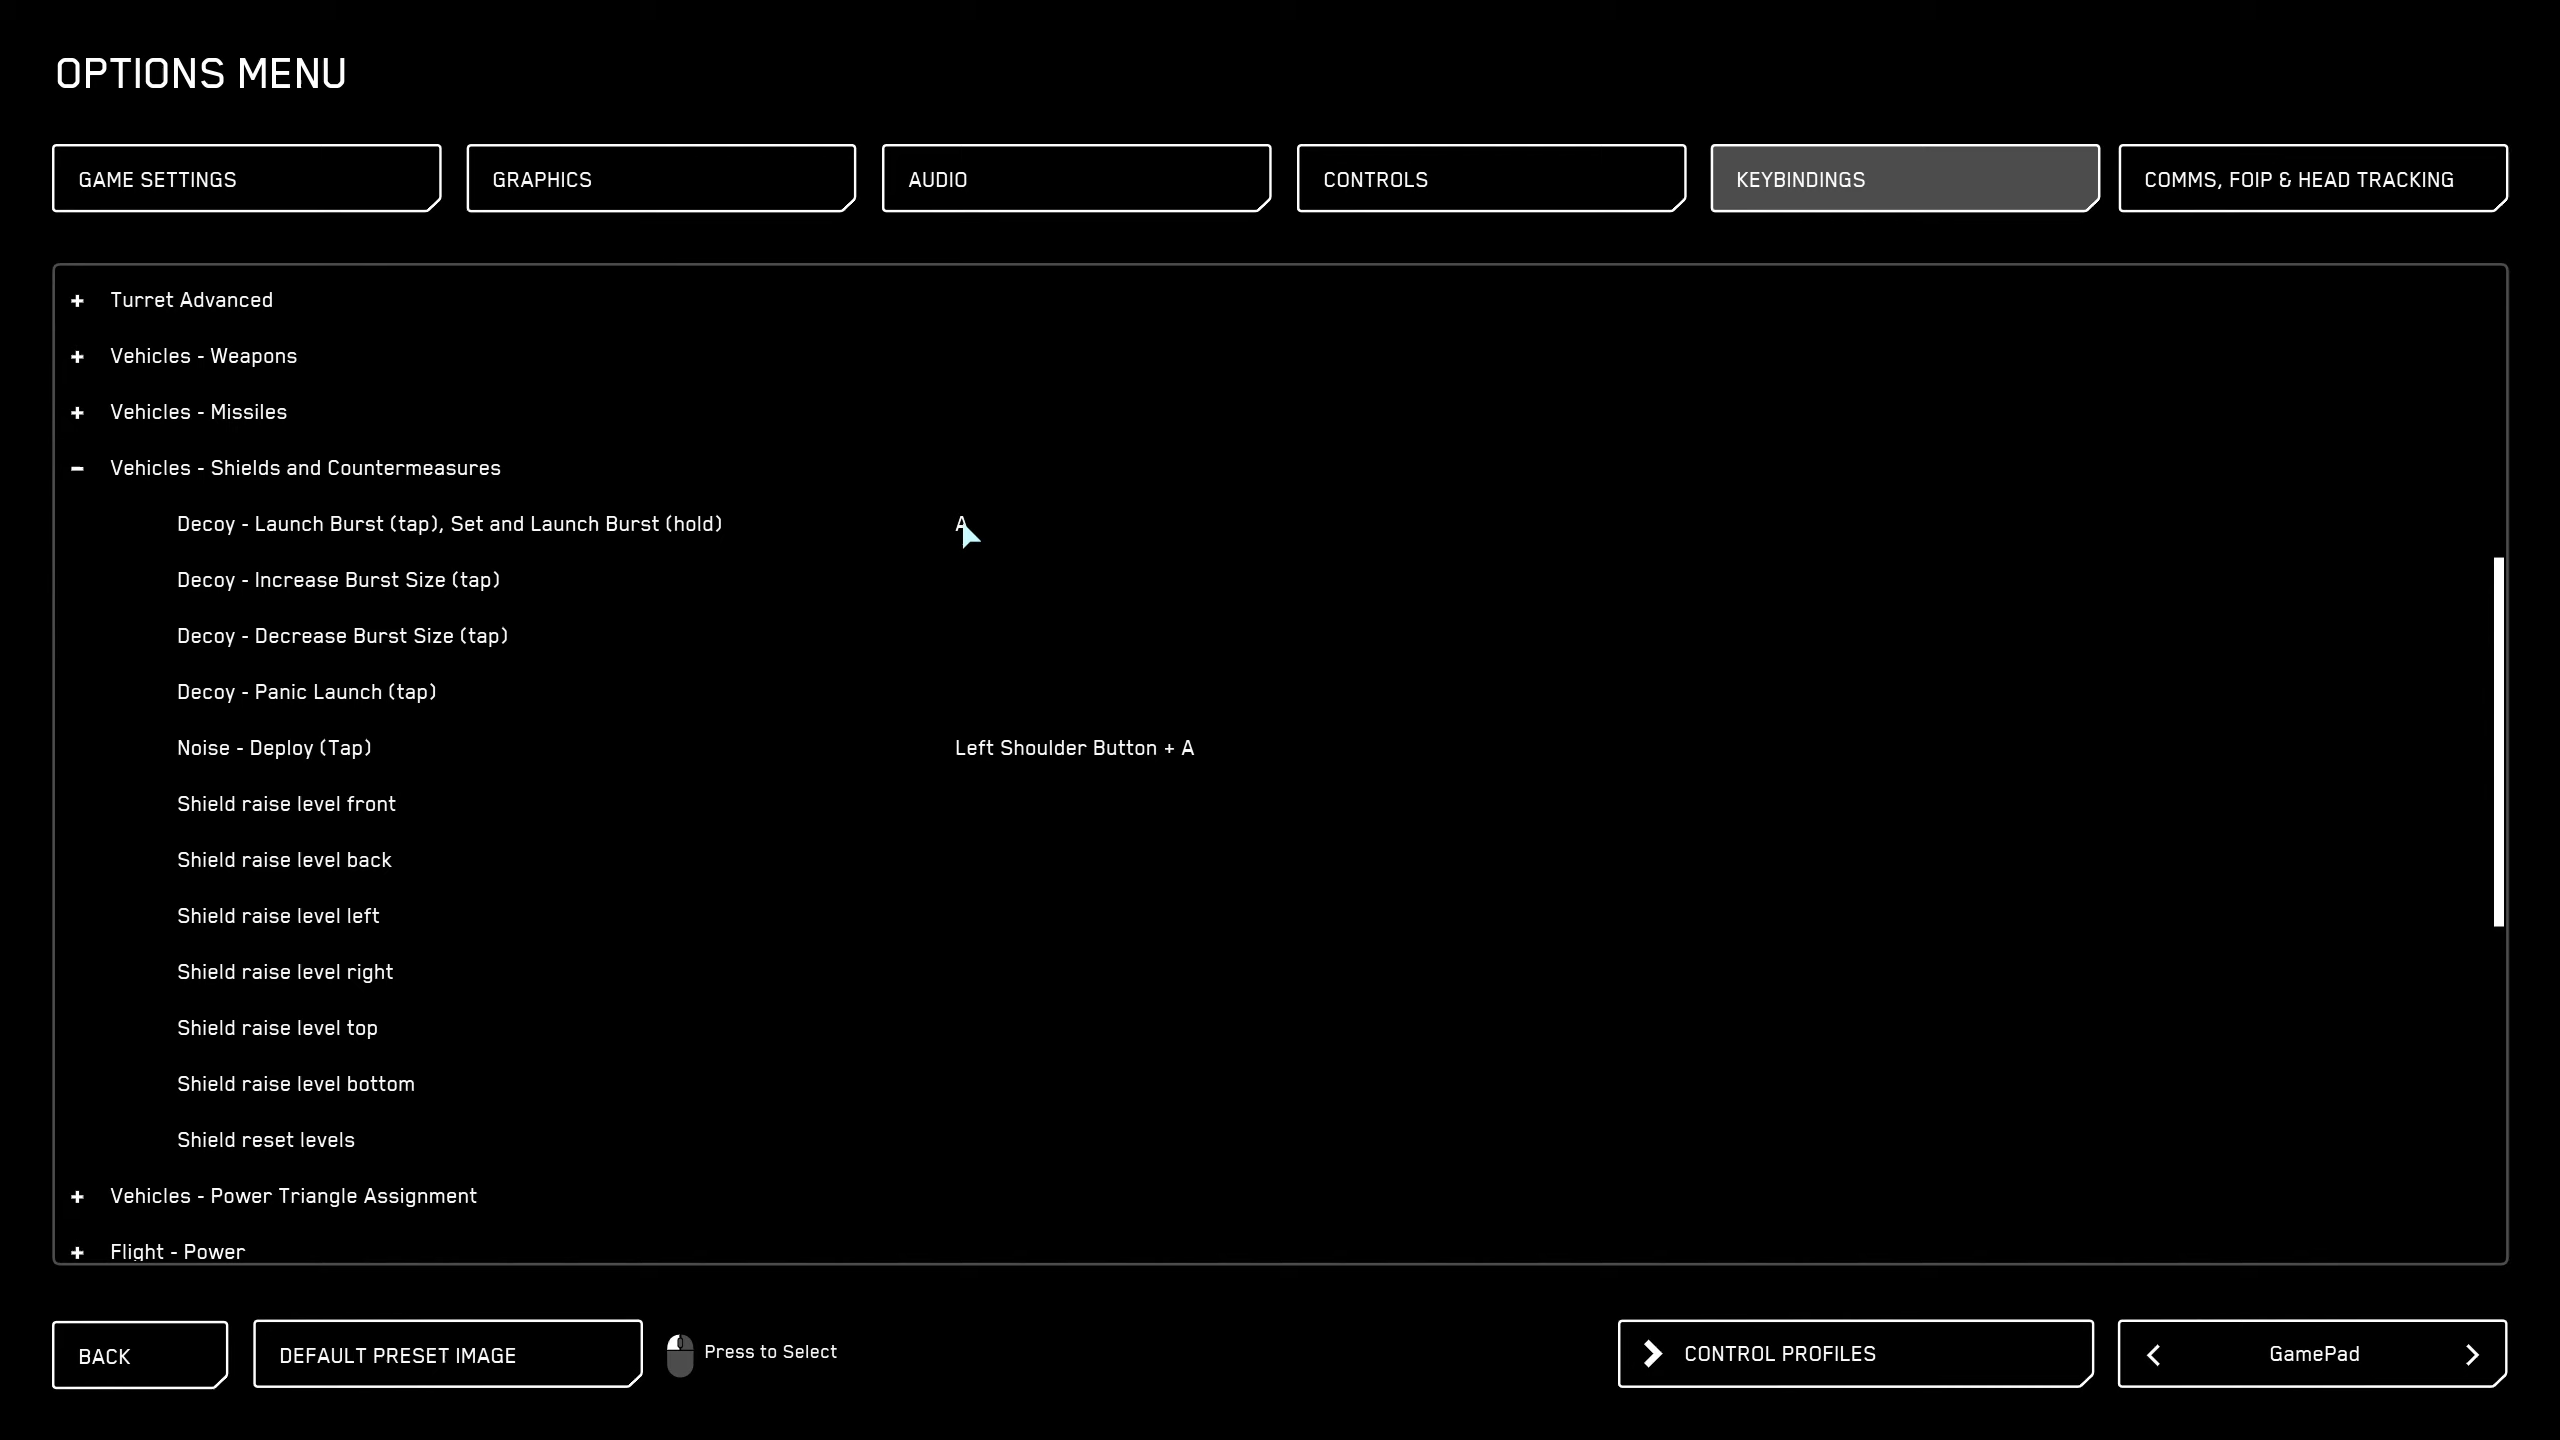 OPTIONS MENU
GAME SETTINGS
GRAPHICS
AUDIO
CONTROLS
KEYBINDINGS
COMMS, FOIP & HEAD TRACKING
+ Turret Advanced
+ Vehicles - Weapons
+ Vehicles - Missiles
- Vehicles - Shields and Countermeasures
Decoy - Launch Burst (tap), Set and Launch Burst (hold) A
Decoy - Increase Burst Size (tap)
Decoy - Decrease Burst Size (tap)
Decoy - Panic Launch (tap)
Noise - Deploy (Tap) Left Shoulder Button + A
Shield raise level front
Shield raise level back
Shield raise level left
Shield raise level right
Shield raise level top
Shield raise level bottom
Shield reset levels
+ Vehicles - Power Triangle Assignment
+ Flight - Power
BACK
DEFAULT PRESET IMAGE
Press to Select
CONTROL PROFILES
GamePad